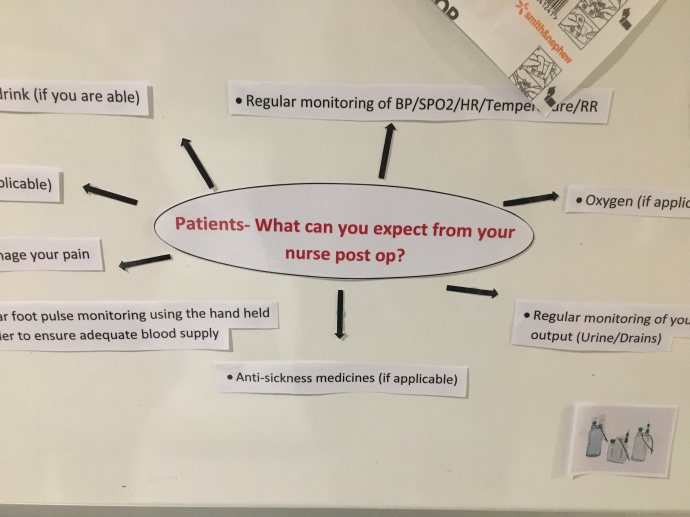 OP
smith&nephew
drink (if you are able)
• Regular monitoring of BP/SPO2/HR/Temper ure/RR
plicable)
• Oxygen (if applic
Patients- What can you expect from your
nurse post op?
nage your pain
ar foot pulse monitoring using the hand held
ler to ensure adequate blood supply
• Regular monitoring of you
output (Urine/Drains)
• Anti-sickness medicines (if applicable)